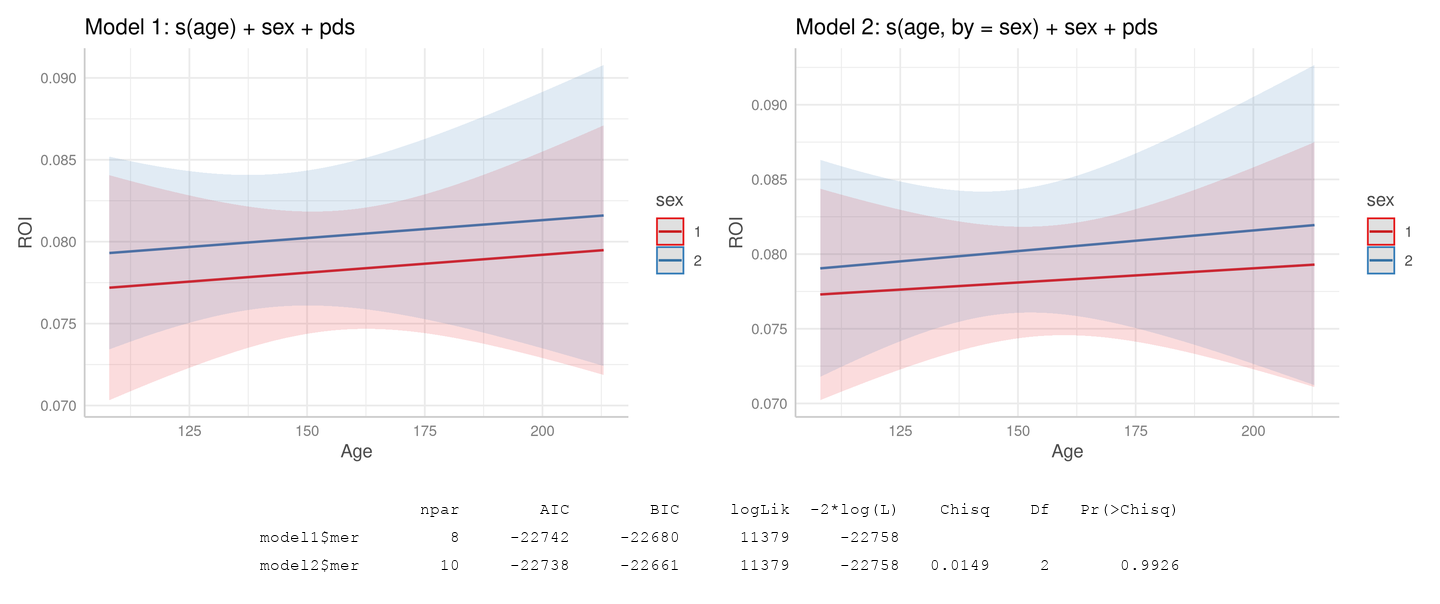 Model 1: s(age) + sex + pds
0.090
0.085
0.080
0.075
0.070
ROI
125 150 175 200
Age
sex
1
2
Model 2: s(age, by = sex) + sex + pds
0.090
0.085
0.080
0.075
0.070
ROI
125 150 175 200
Age
sex
1
2
npar AIC BIC logLik -2*log(L) Chisq Df Pr(>Chisq)
model1$mer 8 -22742 -22680 11379 -22758
model2$mer 10 -22738 -22661 11379 -22758 0.0149 2 0.9926